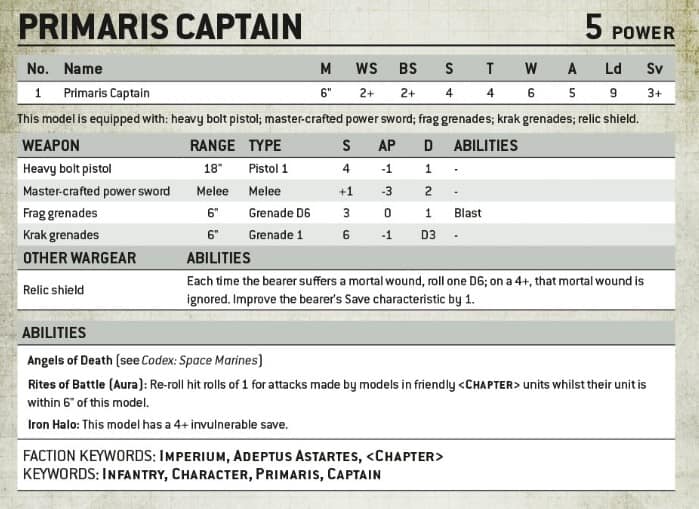 PRIMARIS CAPTAIN 5 POWER
No. Name M WS BS S T W A Ld Sv
1 Primaris Captain 6" 2+ 2+ 4 4 6 5 9 3+
This model is equipped with: heavy bolt pistol; master-crafted power sword; frag grenades; krak grenades; relic shield.
WEAPON RANGE TYPE S AP D ABILITIES
Heavy bolt pistol 18" Pistol 1 4 -1 1 -
Master-crafted power sword Melee Melee +1 -3 2 -
Frag grenades 6" Grenade D6 3 0 1 Blast
Krak grenades 6" Grenade 1 6 -1 D3 -
OTHER WARGEAR ABILITIES
Relic shield Each time the bearer suffers a mortal wound, roll one D6; on a 4+, that mortal wound is
ignored. Improve the bearer's Save characteristic by 1.
ABILITIES
Angels of Death (see Codex: Space Marines)
Rites of Battle (Aura): Re-roll hit rolls of 1 for attacks made by models in friendly <CHAPTER> units whilst their unit is
within 6" of this model.
Iron Halo: This model has a 4+ invulnerable save.
FACTION KEYWORDS: IMPERIUM, ADEPTUS ASTARTES, <CHAPTER>
KEYWORDS: INFANTRY, CHARACTER, PRIMARIS, CAPTAIN